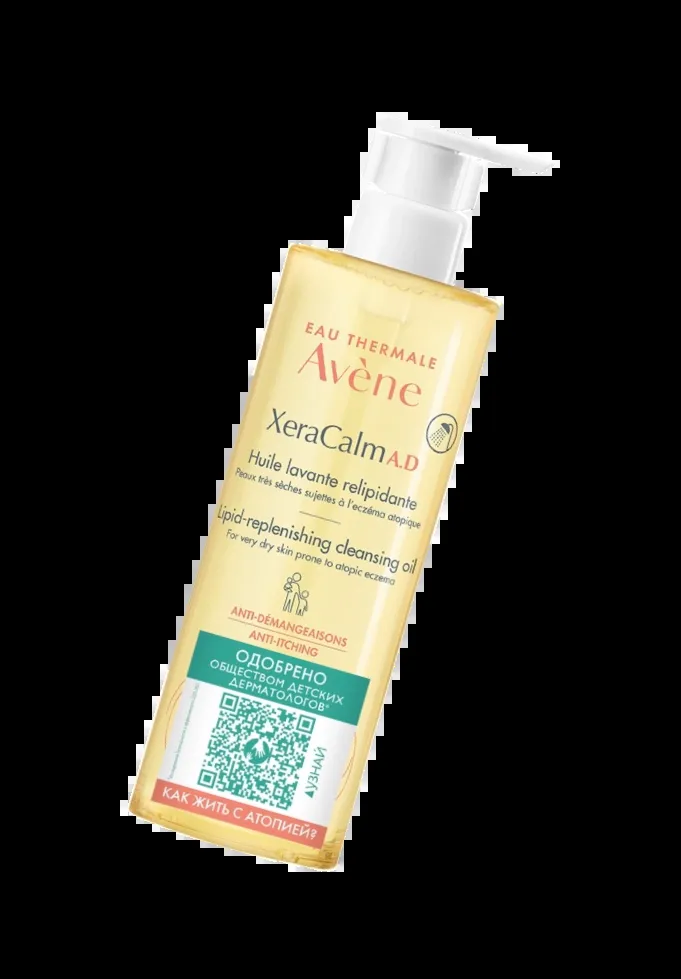 EAU THERMALE
Avène
XeraCalm A.D
Huile lavante relipidante
Peaux très sèches sujettes à l'eczéma atopique
Lipid-replenishing cleansing oil
For very dry skin prone to atopic eczema
ANTI-DÉMANGEAISONS
ANTI-ITCHING
ОДОБРЕНО
ОБЩЕСТВОМ ДЕТСКИХ
ДЕРМАТОЛОГОВ*
УЗНАЙ
КАК ЖИТЬ С АТОПИЕЙ?